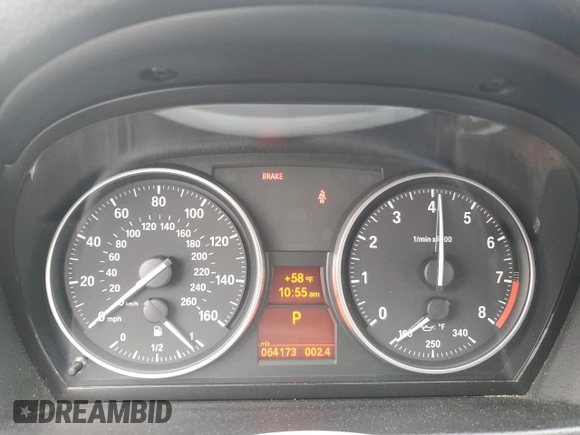 BRAKE
0 20 40 60 80 100 120 140 160
mph
20 40 60 80 100 120 140 160 180 200 220 240 260
km/h
0 1/2 1
+58 °F
10:55 am
P
mls
064173 002.4
0 1 2 3 4 5 6 7 8
1/min x1000
°F
250 340
DREAMBID